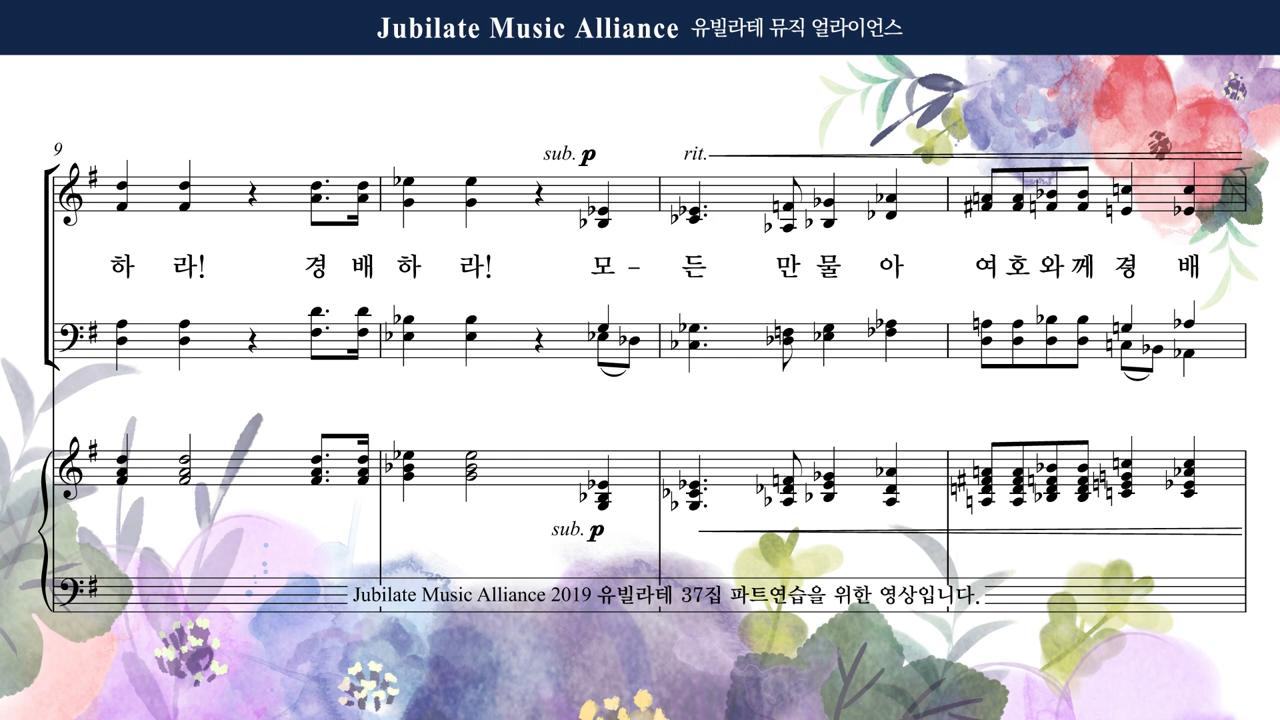 Jubilate Music Alliance 유빌라테 뮤직 얼라이언스
9
sub. p
rit.
하 라! 경 배 하 라! 모 – 든 만 물 아 여 호 와 께 경 배
sub. p
Jubilate Music Alliance 2019 유빌라테 37집 파트연습을 위한 영상입니다.